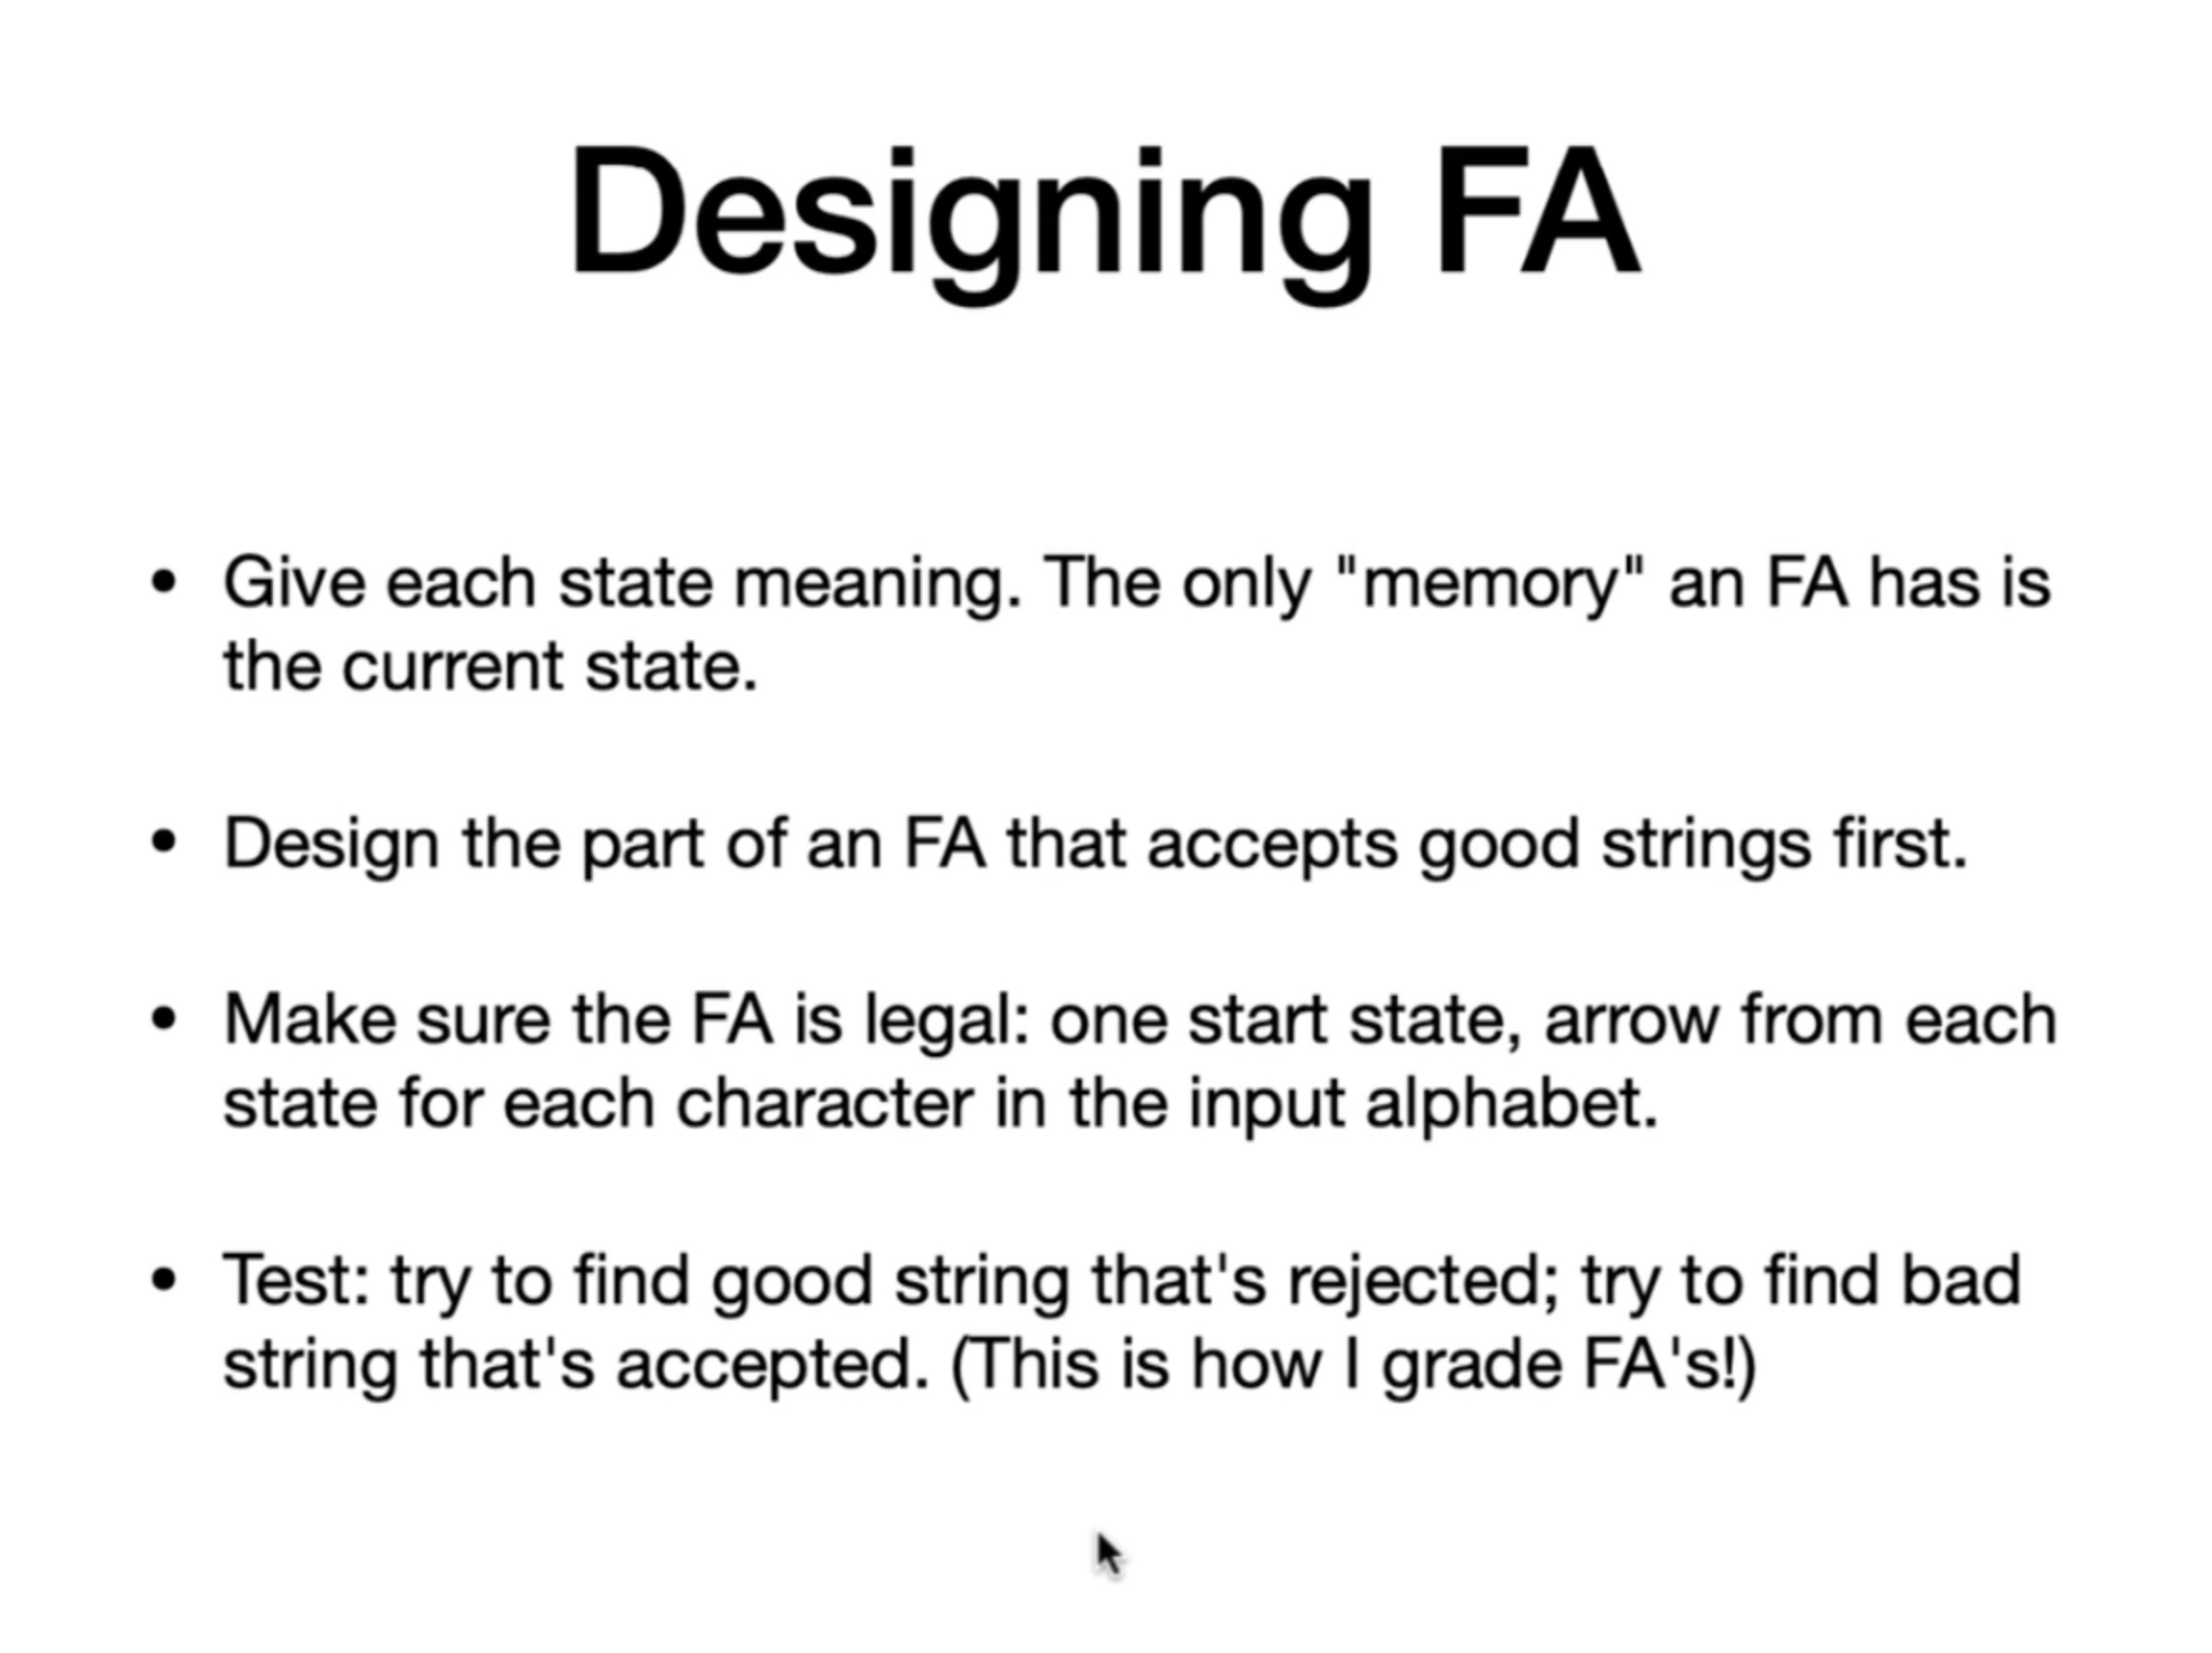 Designing FA
• Give each state meaning. The only "memory" an FA has is
the current state.
• Design the part of an FA that accepts good strings first.
• Make sure the FA is legal: one start state, arrow from each
state for each character in the input alphabet.
• Test: try to find good string that's rejected; try to find bad
string that's accepted. (This is how I grade FA's!)